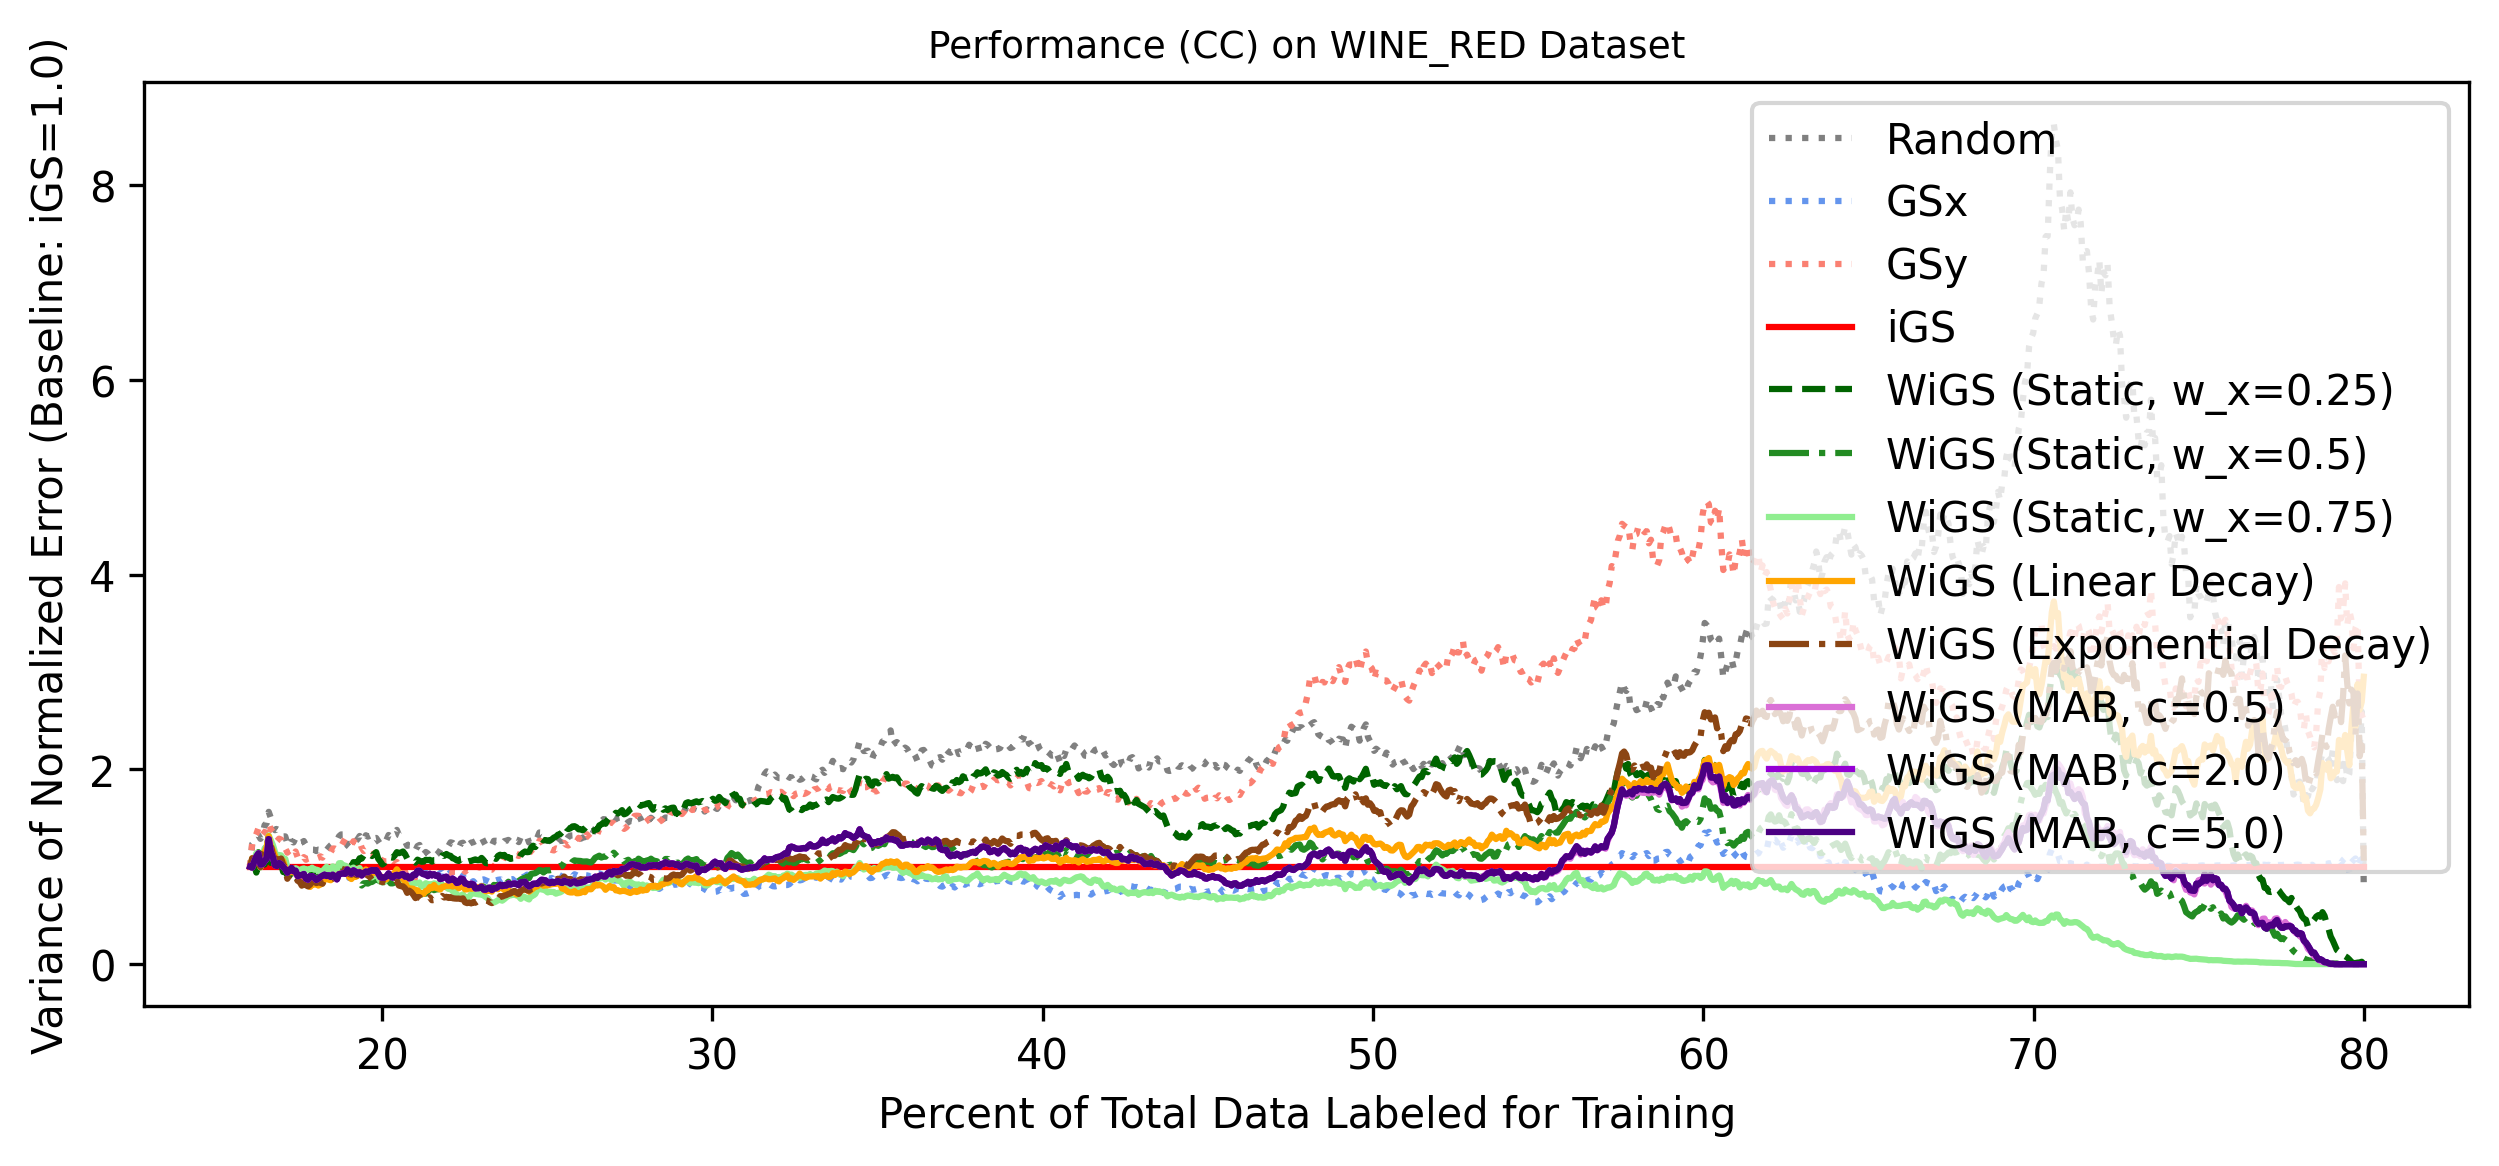 Performance (CC) on WINE_RED Dataset
Variance of Normalized Error (Baseline: iGS=1.0)
8
6
4
2
0
20 30 40 50 60 70 80
Percent of Total Data Labeled for Training
Random
GSx
GSy
iGS
WiGS (Static, w_x=0.25)
WiGS (Static, w_x=0.5)
WiGS (Static, w_x=0.75)
WiGS (Linear Decay)
WiGS (Exponential Decay)
WiGS (MAB, c=0.5)
WiGS (MAB, c=2.0)
WiGS (MAB, c=5.0)